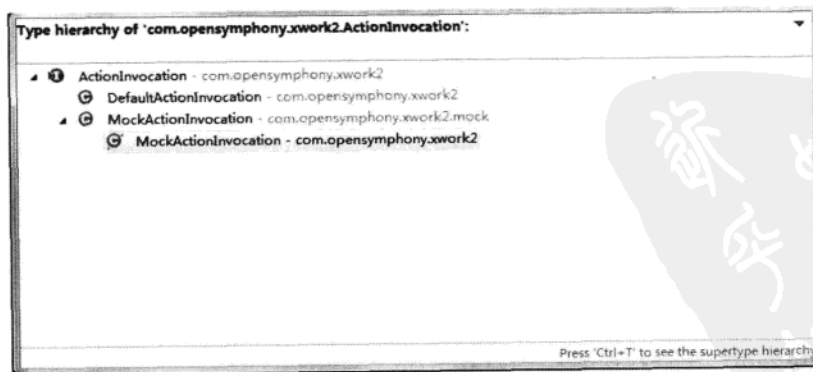 Type hierarchy of 'com.opensymphony.xwork2.ActionInvocation':
ActionInvocation - com.opensymphony.xwork2
DefaultActionInvocation - com.opensymphony.xwork2
MockActionInvocation - com.opensymphony.xwork2.mock
MockActionInvocation - com.opensymphony.xwork2
Press 'Ctrl+T' to see the supertype hierarchy